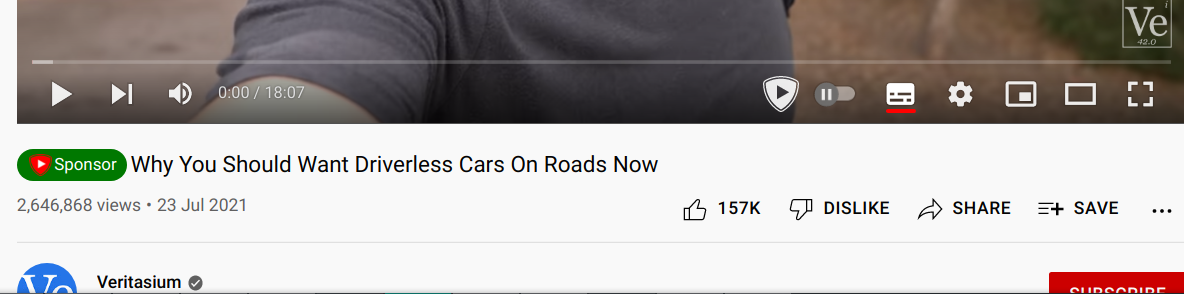 Ve
i
42.0
0:00 / 18:07
Sponsor Why You Should Want Driverless Cars On Roads Now
2,646,868 views • 23 Jul 2021
157K DISLIKE SHARE SAVE
Ve
Veritasium
SUBSCRIBE